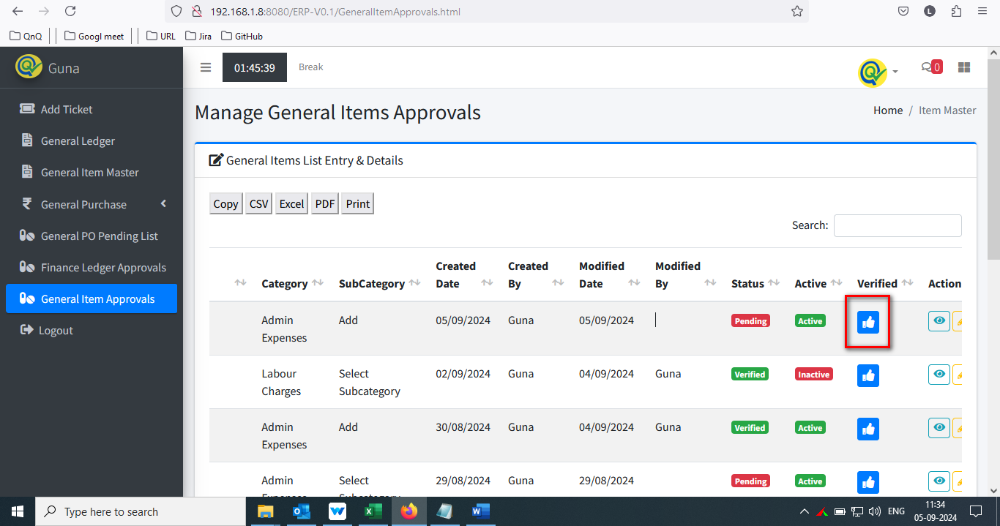 192.168.1.8:8080/ERP-V0.1/GeneralItemApprovals.html
L
QnQ
Googl meet
URL
Jira
GitHub
Guna
01:45:39
Break
0
Add Ticket
General Ledger
General Item Master
General Purchase
General PO Pending List
Finance Ledger Approvals
General Item Approvals
Logout
Manage General Items Approvals
Home / Item Master
General Items List Entry & Details
Copy CSV Excel PDF Print
Search:
Category SubCategory Created Date Created By Modified Date Modified By Status Active Verified Action
Admin Expenses Add 05/09/2024 Guna 05/09/2024 Pending Active
Labour Charges Select Subcategory 02/09/2024 Guna 04/09/2024 Guna Verified Inactive
Admin Expenses Add 30/08/2024 Guna 04/09/2024 Guna Verified Active
Admin Expenses Select Subcategory 29/08/2024 Guna 29/08/2024 Pending Active
Type here to search
ENG
11:34
05-09-2024